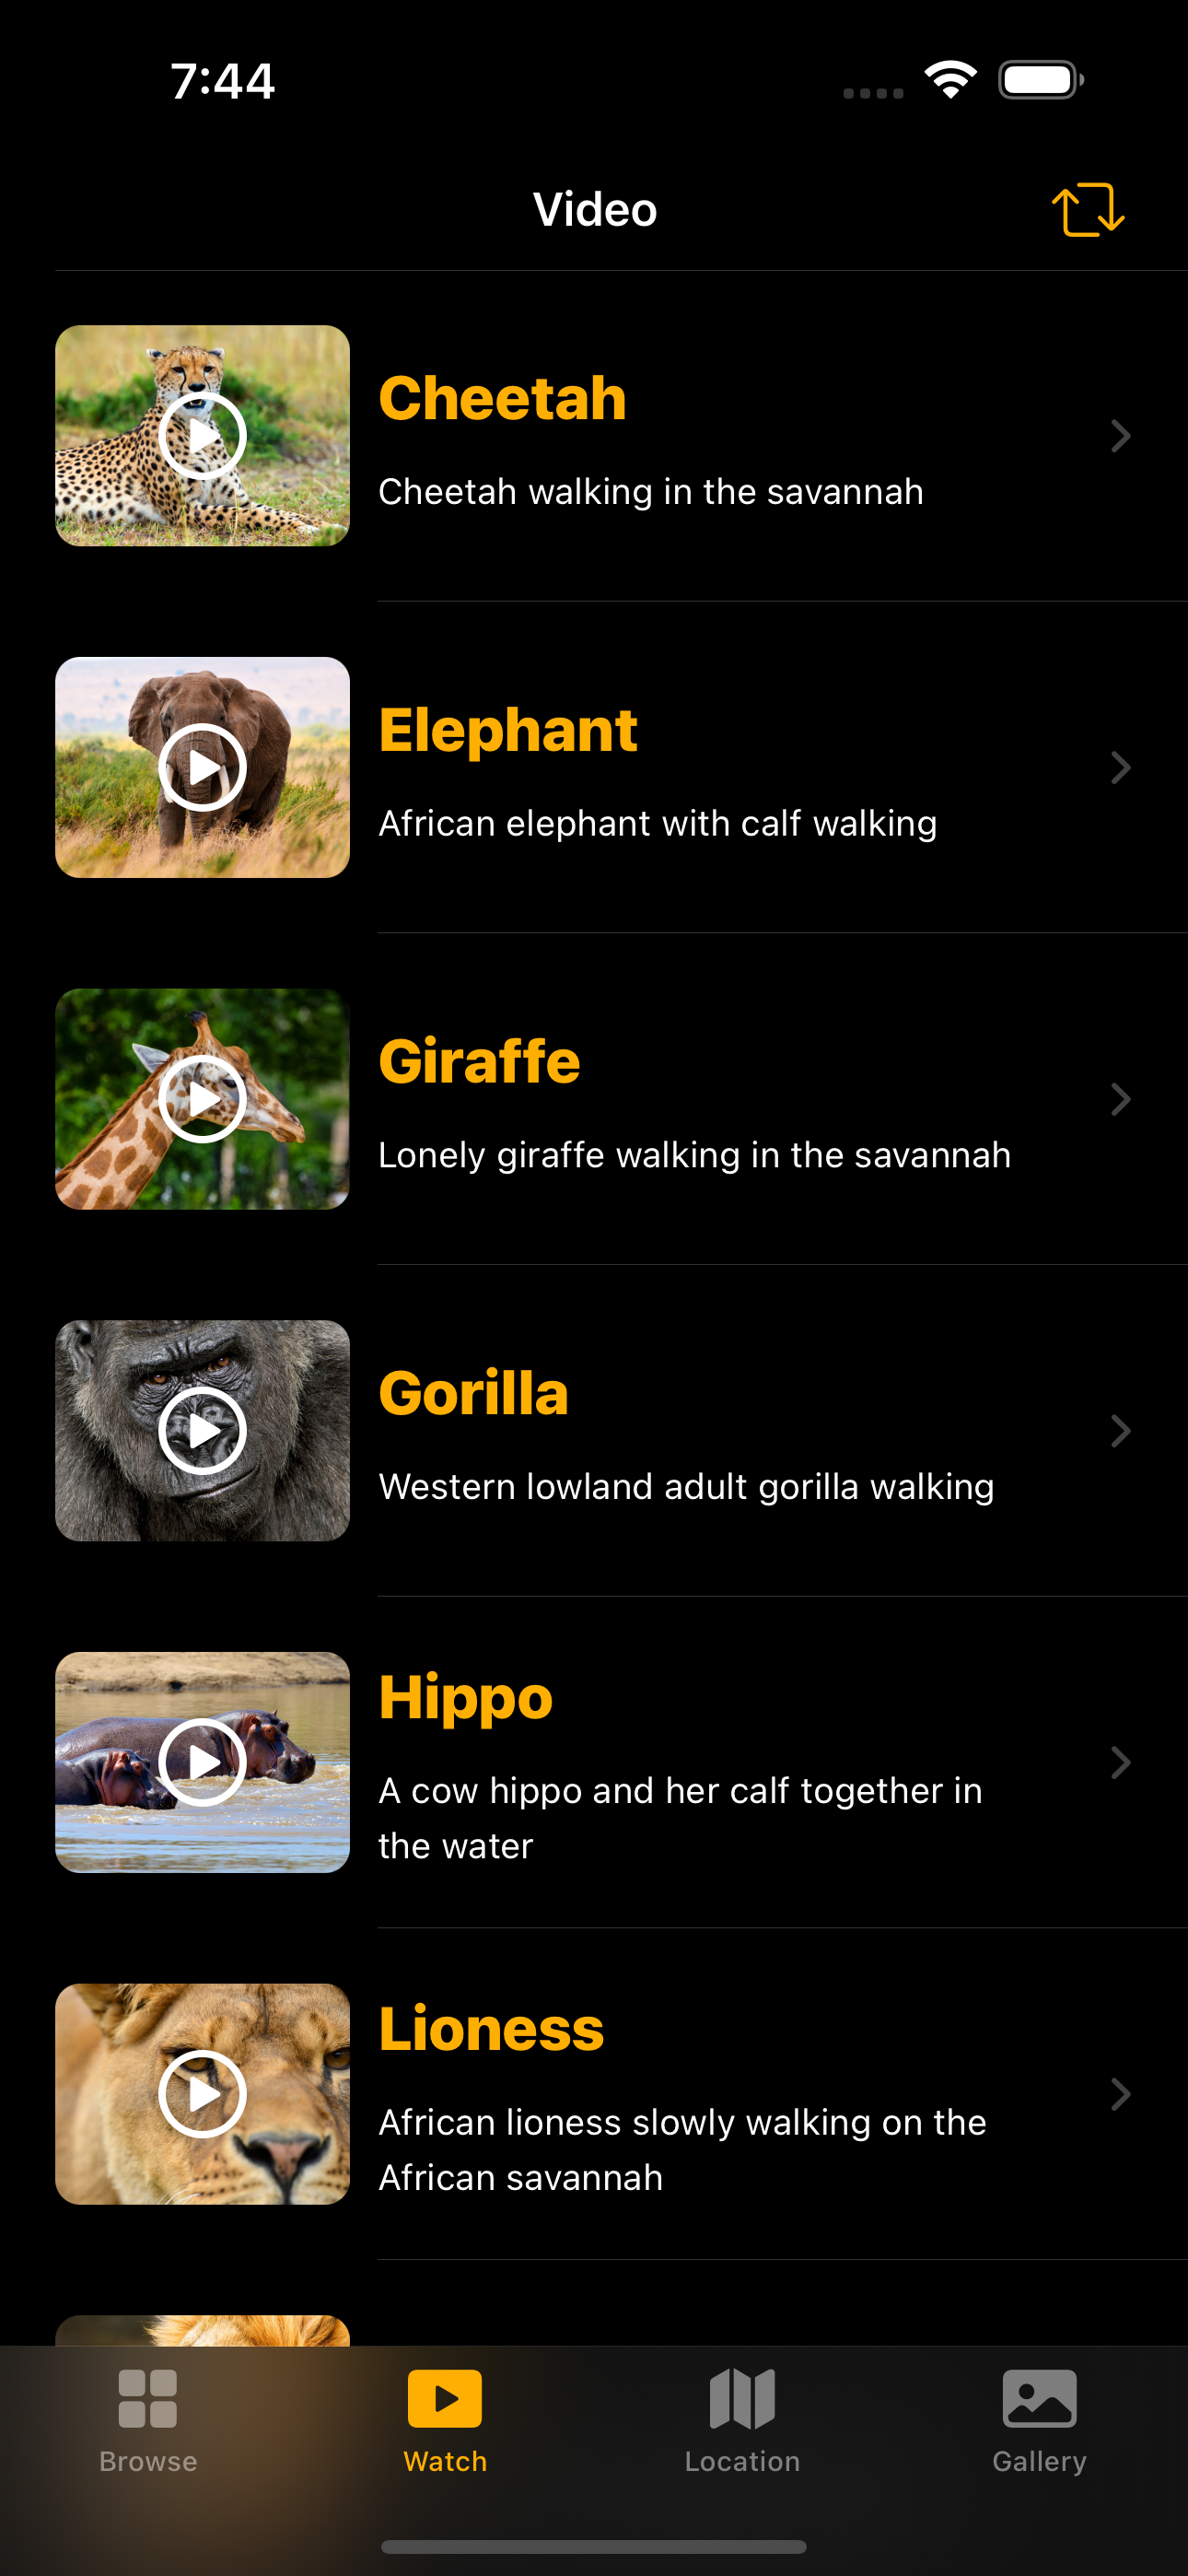 7:44
Video
Cheetah
Cheetah walking in the savannah
Elephant
African elephant with calf walking
Giraffe
Lonely giraffe walking in the savannah
Gorilla
Western lowland adult gorilla walking
Hippo
A cow hippo and her calf together in
the water
Lioness
African lioness slowly walking on the
African savannah
Browse
Watch
Location
Gallery